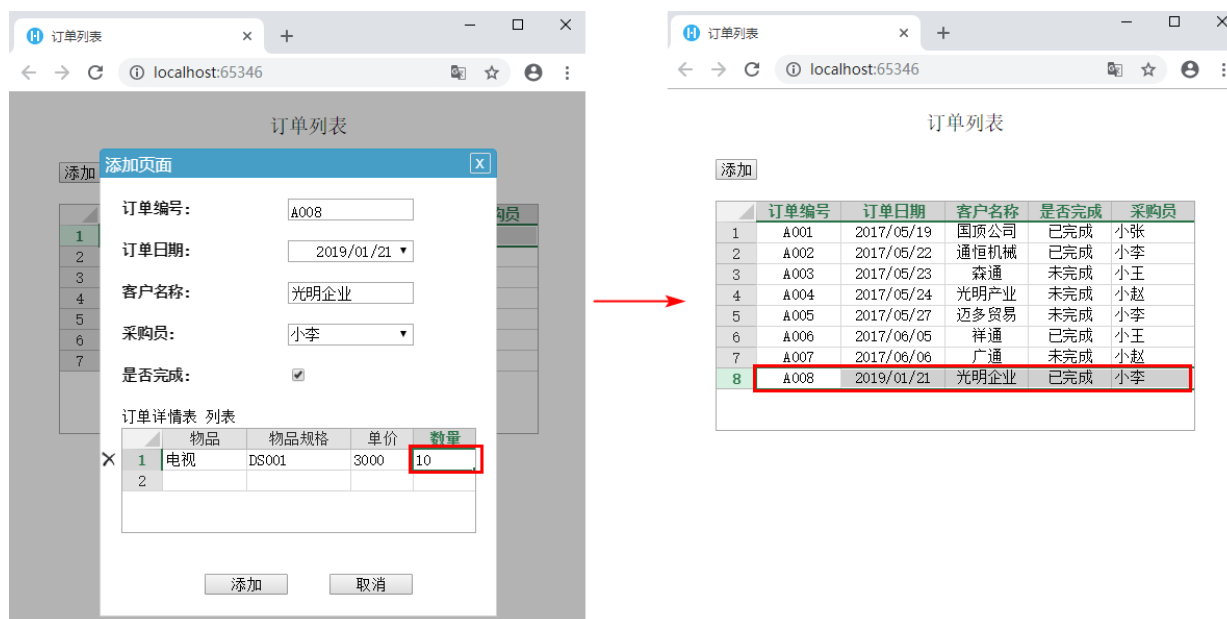 订单列表
localhost:65346
订单列表
添加
购员
1
2
3
4
5
6
7
添加页面 X
订单编号: A008
订单日期: 2019/01/21
客户名称: 光明企业
采购员: 小李
是否完成:
订单详情表 列表
物品 物品规格 单价 数量
1 电视 DS001 3000 10
2
添加 取消
订单列表
localhost:65346
订单列表
添加
订单编号 订单日期 客户名称 是否完成 采购员
1 A001 2017/05/19 国顶公司 已完成 小张
2 A002 2017/05/22 通恒机械 已完成 小李
3 A003 2017/05/23 森通 未完成 小王
4 A004 2017/05/24 光明产业 未完成 小赵
5 A005 2017/05/27 迈多贸易 未完成 小李
6 A006 2017/06/05 祥通 已完成 小王
7 A007 2017/06/06 广通 未完成 小赵
8 A008 2019/01/21 光明企业 已完成 小李